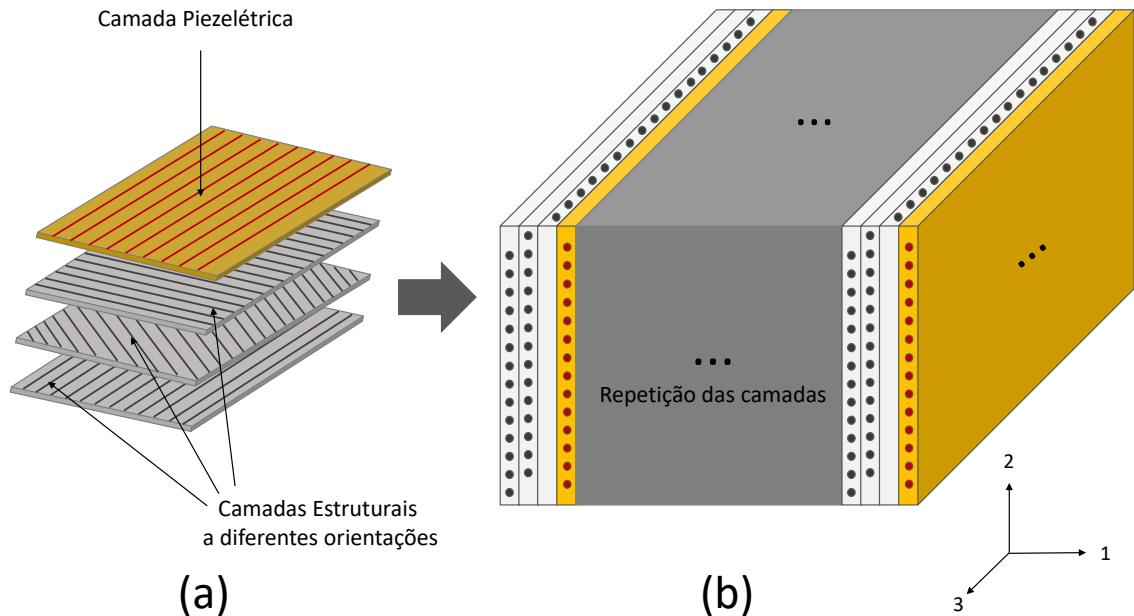 Camada Piezelétrica
...
...
...
Repetição das camadas
Camadas Estruturais
a diferentes orientações
2
1
3
(a)
(b)